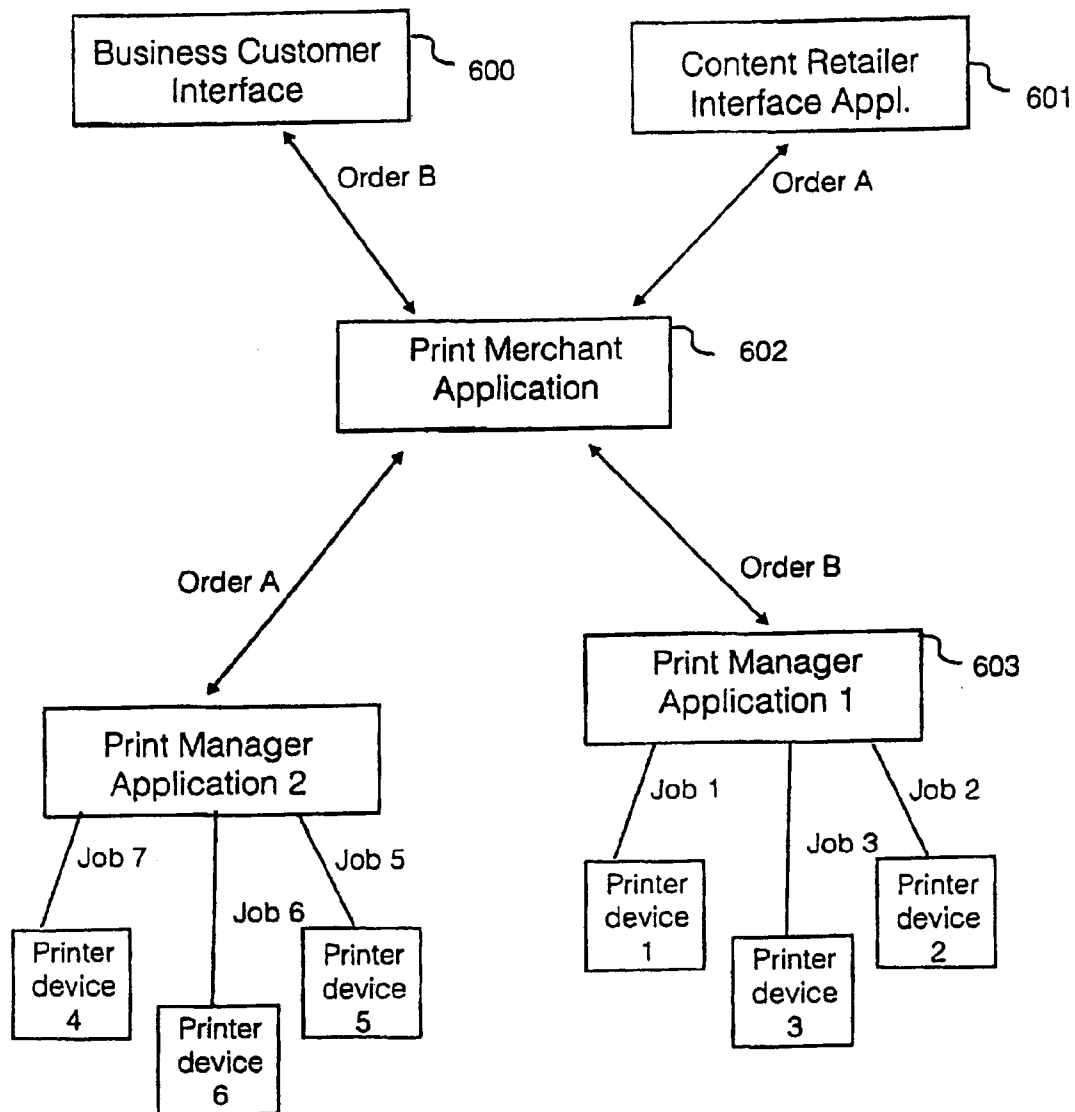 Business Customer
Interface
600
Content Retailer
Interface Appl.
601
Order B
Order A
Print Merchant
Application
602
Order A
Order B
Print Manager
Application 1
603
Print Manager
Application 2
Job 1
Job 2
Job 3
Job 7
Job 5
Job 6
Printer
device
1
Printer
device
2
Printer
device
3
Printer
device
4
Printer
device
5
Printer
device
6